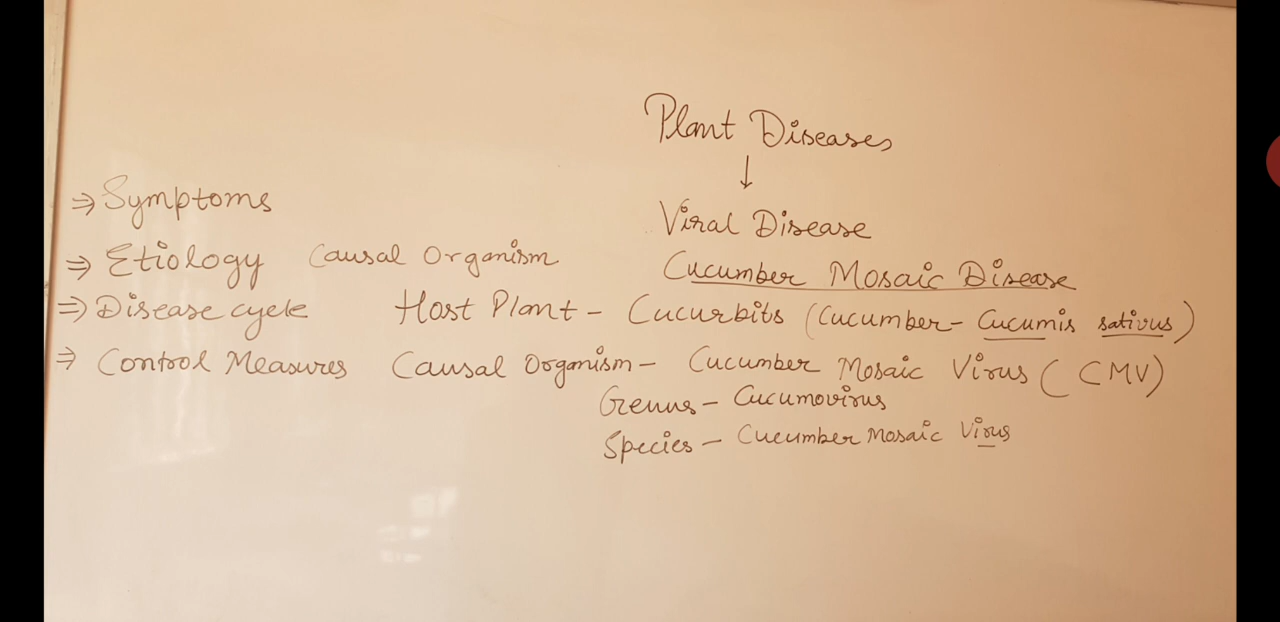 Plant Diseases
↓
Viral Disease
Cucumber Mosaic Disease
⇒ Symptoms
⇒ Etiology Causal Organism
⇒ Disease cycle Host Plant - Cucurbits (Cucumber - Cucumis sativus)
⇒ Control Measures Causal Organism - Cucumber Mosaic Virus (CMV)
Genus - Cucumovirus
Species - Cucumber Mosaic Virus